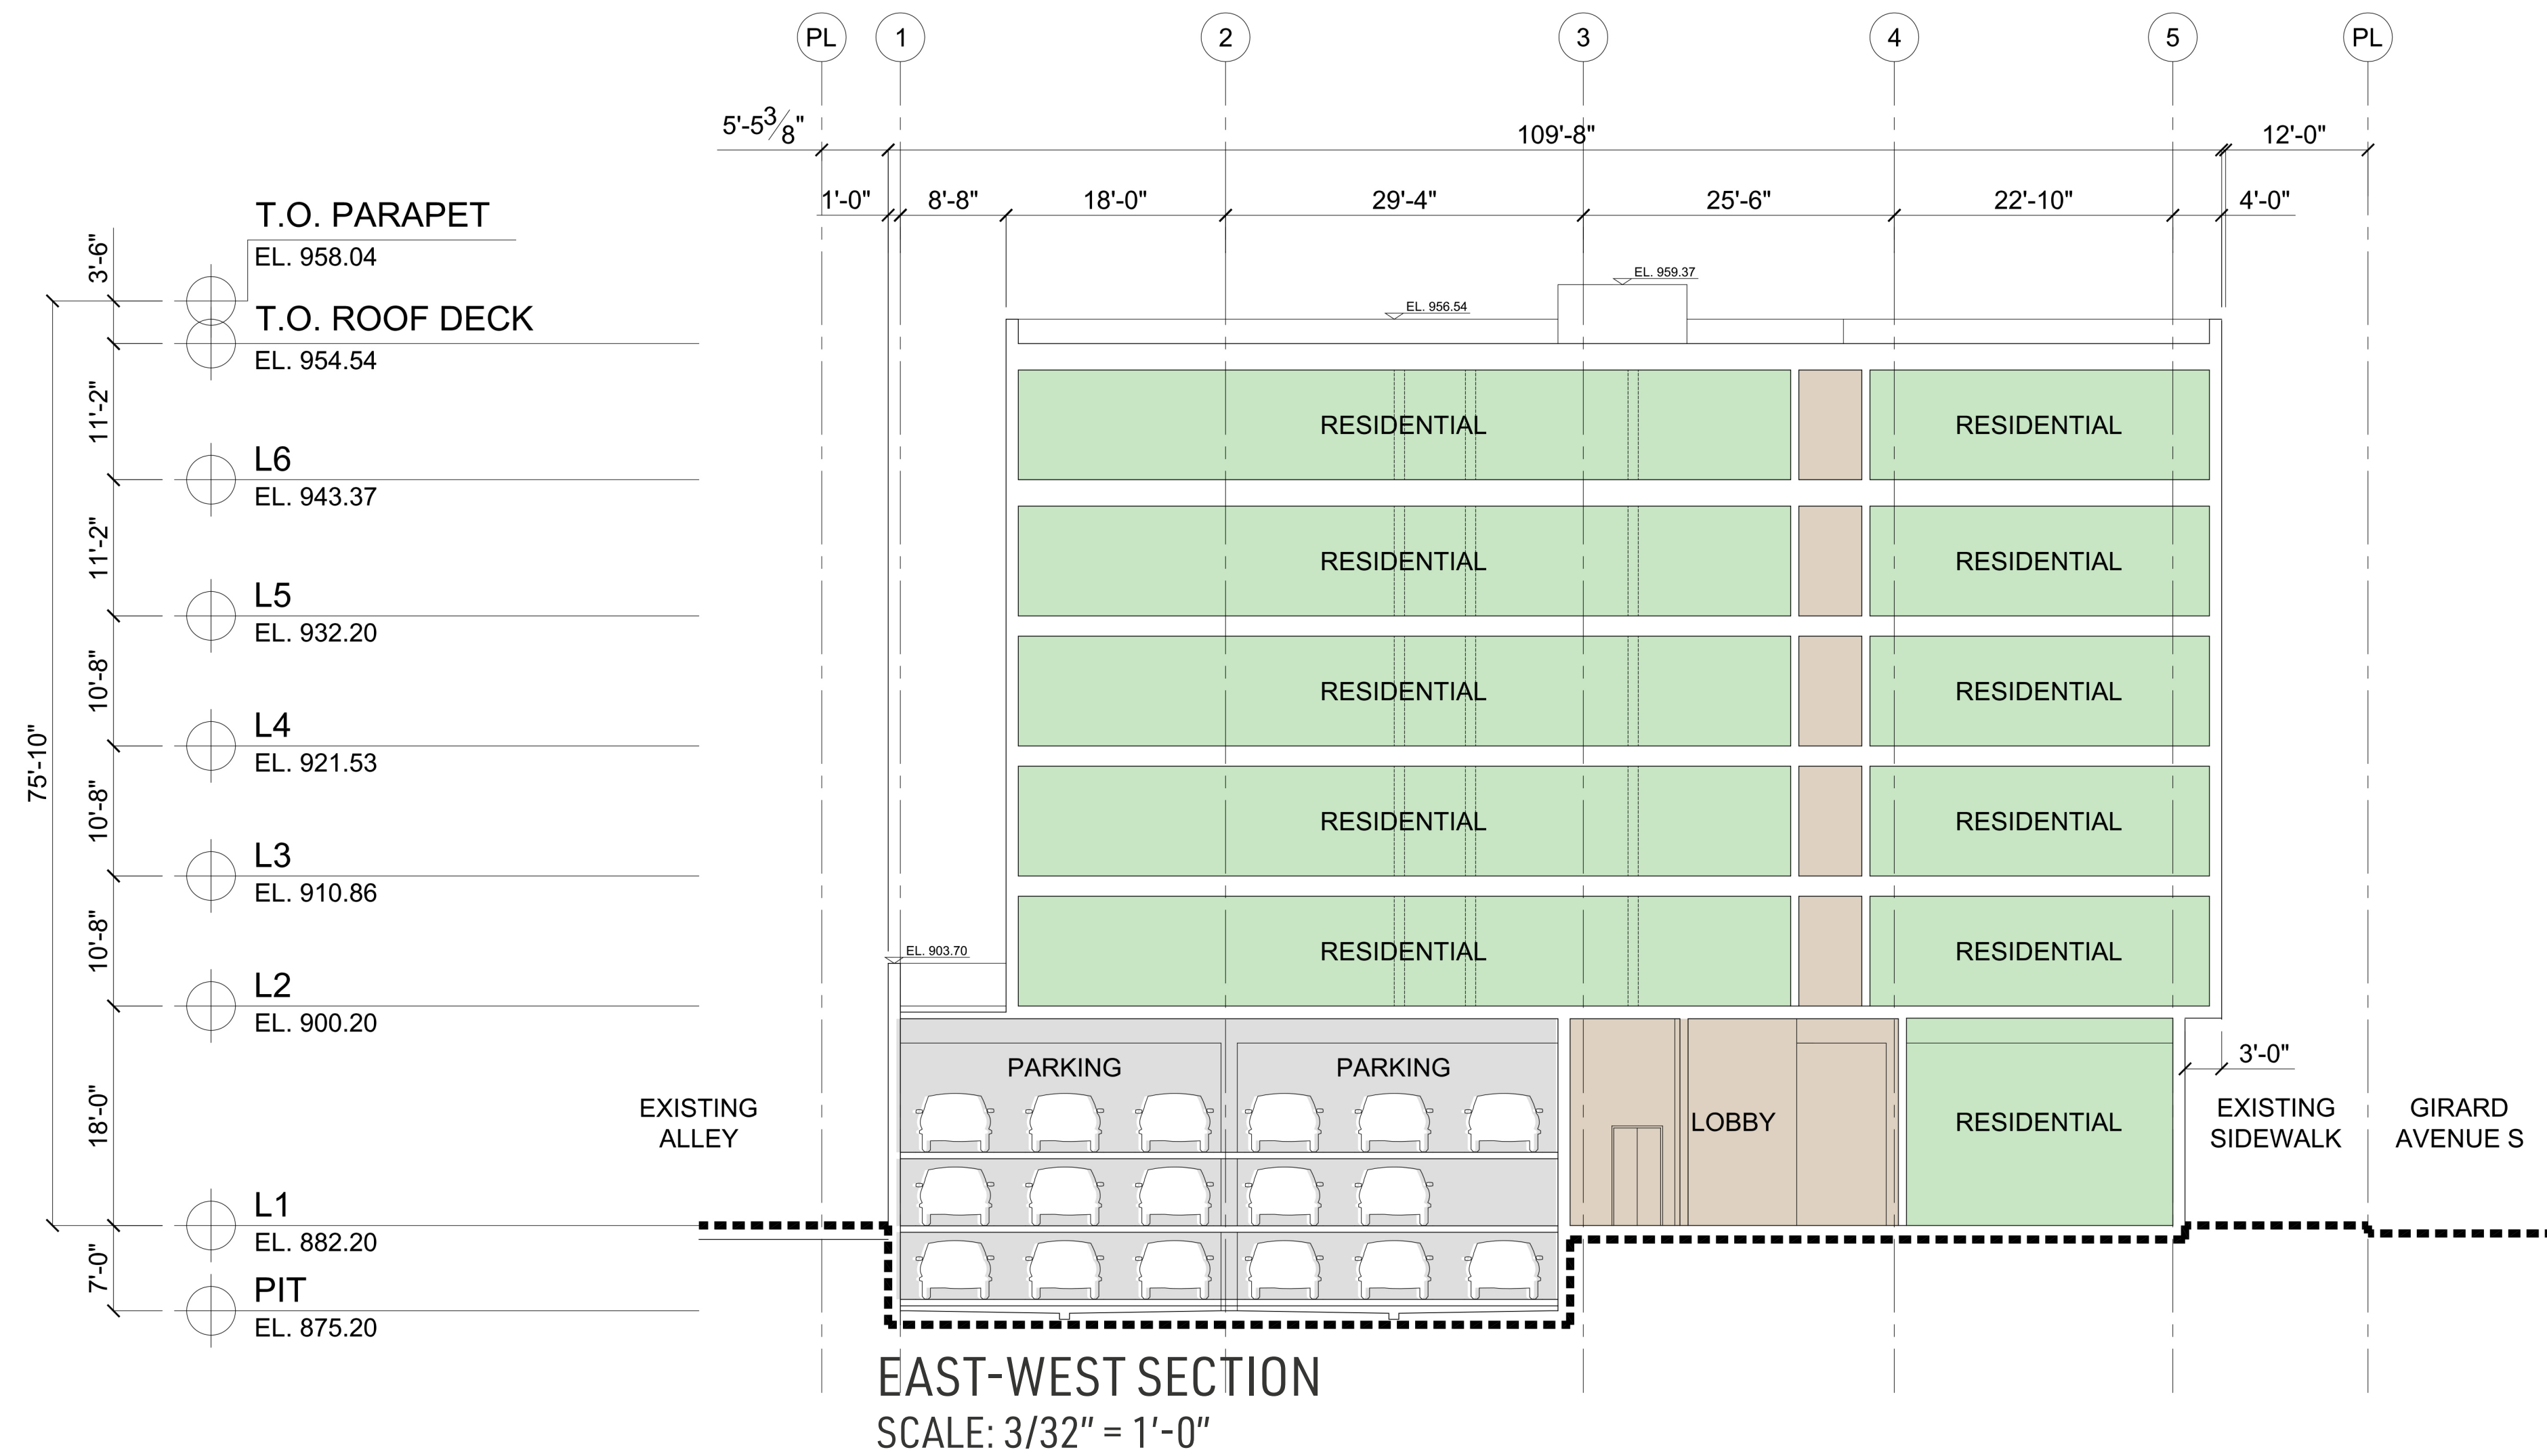 PL 1 2 3 4 5 PL
5'-5 3/8" 109'-8" 12'-0"
1'-0" 8'-8" 18'-0" 29'-4" 25'-6" 22'-10" 4'-0"
T.O. PARAPET
EL. 958.04
3'-6"
EL. 959.37
EL. 956.54
T.O. ROOF DECK
EL. 954.54
11'-2"
RESIDENTIAL RESIDENTIAL
L6
EL. 943.37
11'-2"
RESIDENTIAL RESIDENTIAL
L5
EL. 932.20
10'-8"
RESIDENTIAL RESIDENTIAL
L4
EL. 921.53
75'-10"
10'-8"
RESIDENTIAL RESIDENTIAL
L3
EL. 910.86
10'-8"
RESIDENTIAL RESIDENTIAL
EL. 903.70
L2
EL. 900.20
18'-0"
3'-0"
PARKING PARKING
EXISTING
ALLEY
LOBBY
RESIDENTIAL
EXISTING
SIDEWALK
GIRARD
AVENUE S
L1
EL. 882.20
7'-0"
PIT
EL. 875.20
EAST-WEST SECTION
SCALE: 3/32" = 1'-0"